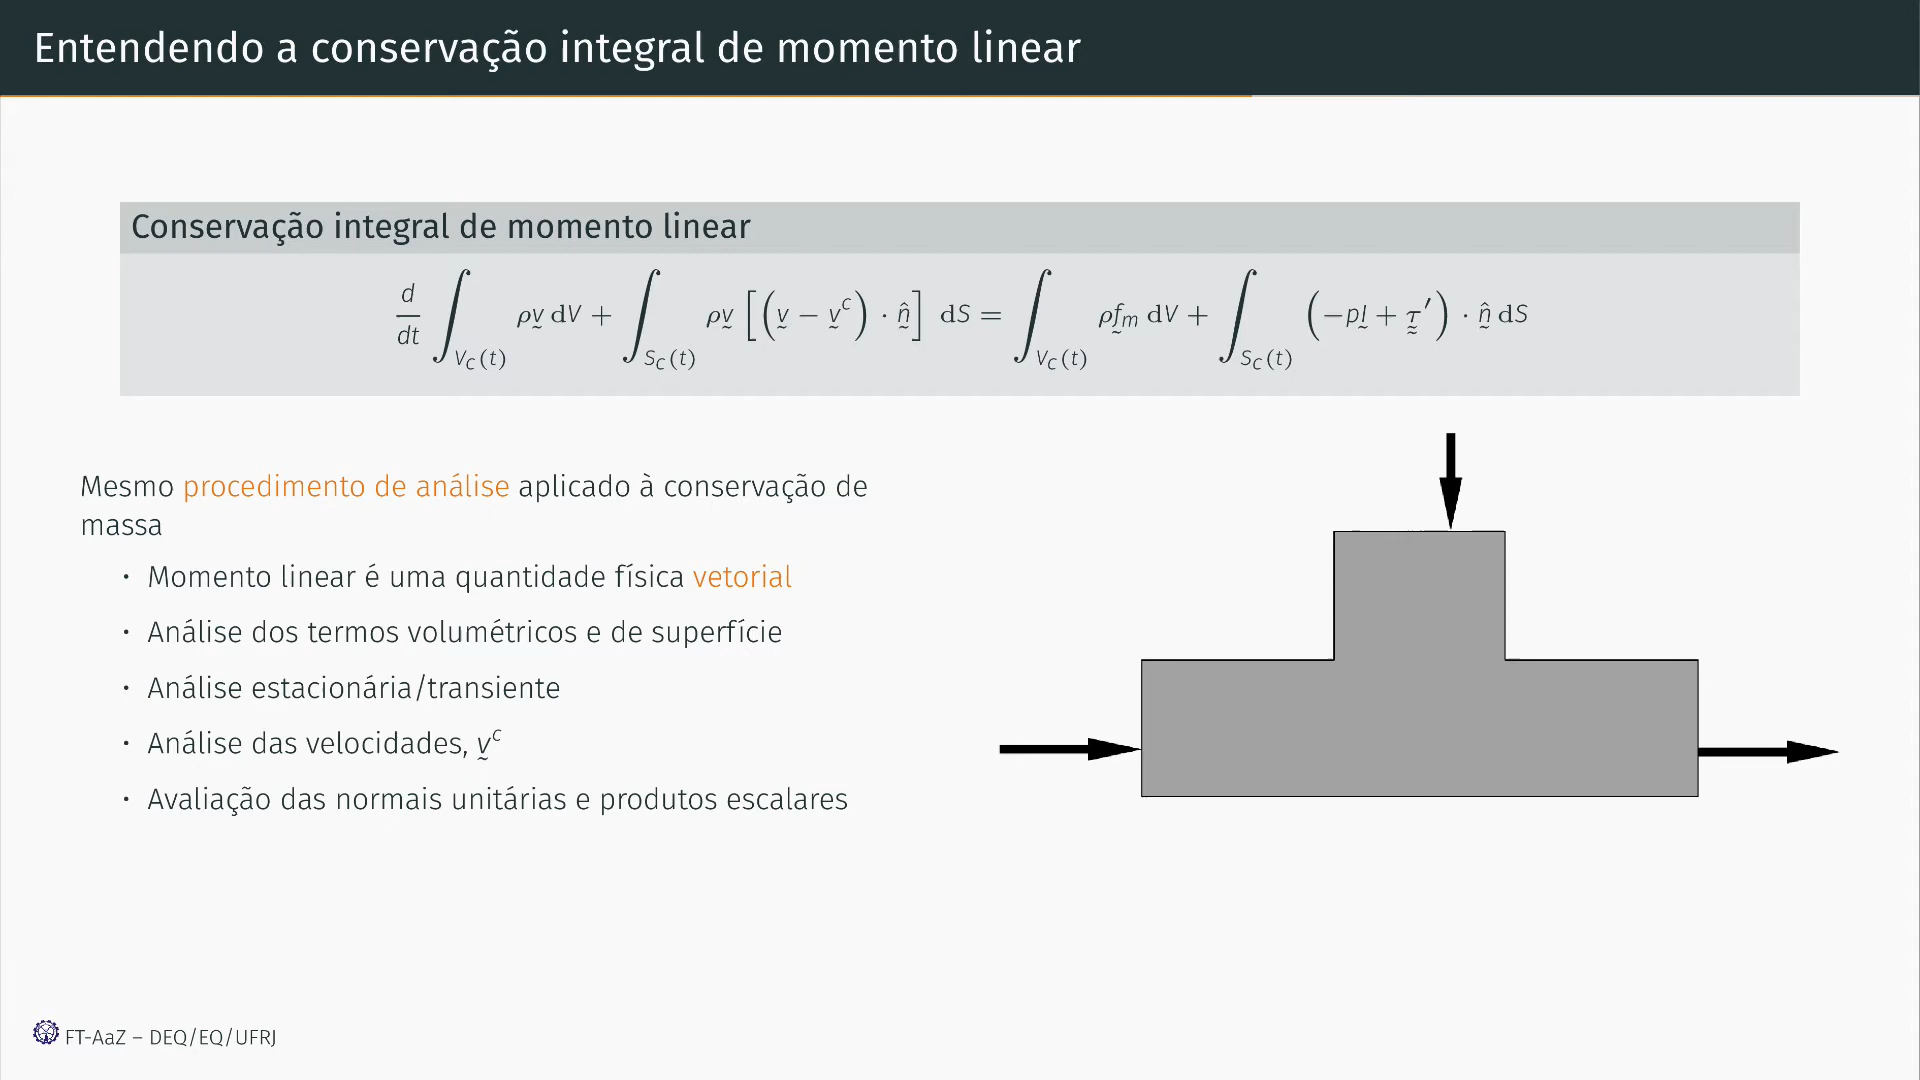 Entendendo a conservação integral de momento linear
Conservação integral de momento linear
d/dt ∫_{V_C(t)} ρv̰ dV + ∫_{S_C(t)} ρv̰ [(v̰ − v̰^c) · n̰̂] dS = ∫_{V_C(t)} ρf̰_m dV + ∫_{S_C(t)} (−pḬ + τ̰′) · n̰̂ dS
Mesmo procedimento de análise aplicado à conservação de
massa
· Momento linear é uma quantidade física vetorial
· Análise dos termos volumétricos e de superfície
· Análise estacionária/transiente
· Análise das velocidades, v̰^c
· Avaliação das normais unitárias e produtos escalares
FT-AaZ – DEQ/EQ/UFRJ